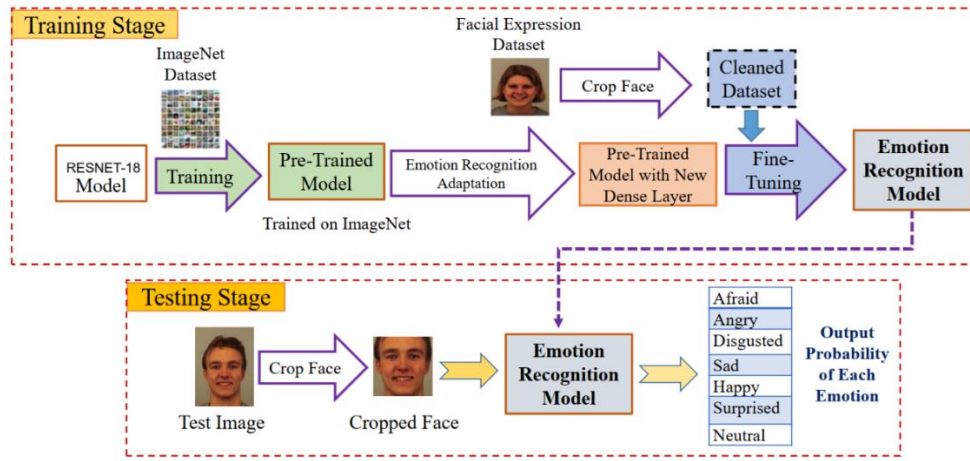 Training Stage
ImageNet
Dataset
Facial Expression
Dataset
Crop Face
Cleaned
Dataset
RESNET-18
Model
Training
Pre-Trained
Model
Trained on ImageNet
Emotion Recognition
Adaptation
Pre-Trained
Model with New
Dense Layer
Fine-
Tuning
Emotion
Recognition
Model
Testing Stage
Test Image
Crop Face
Cropped Face
Emotion
Recognition
Model
Afraid
Angry
Disgusted
Sad
Happy
Surprised
Neutral
Output
Probability
of Each
Emotion